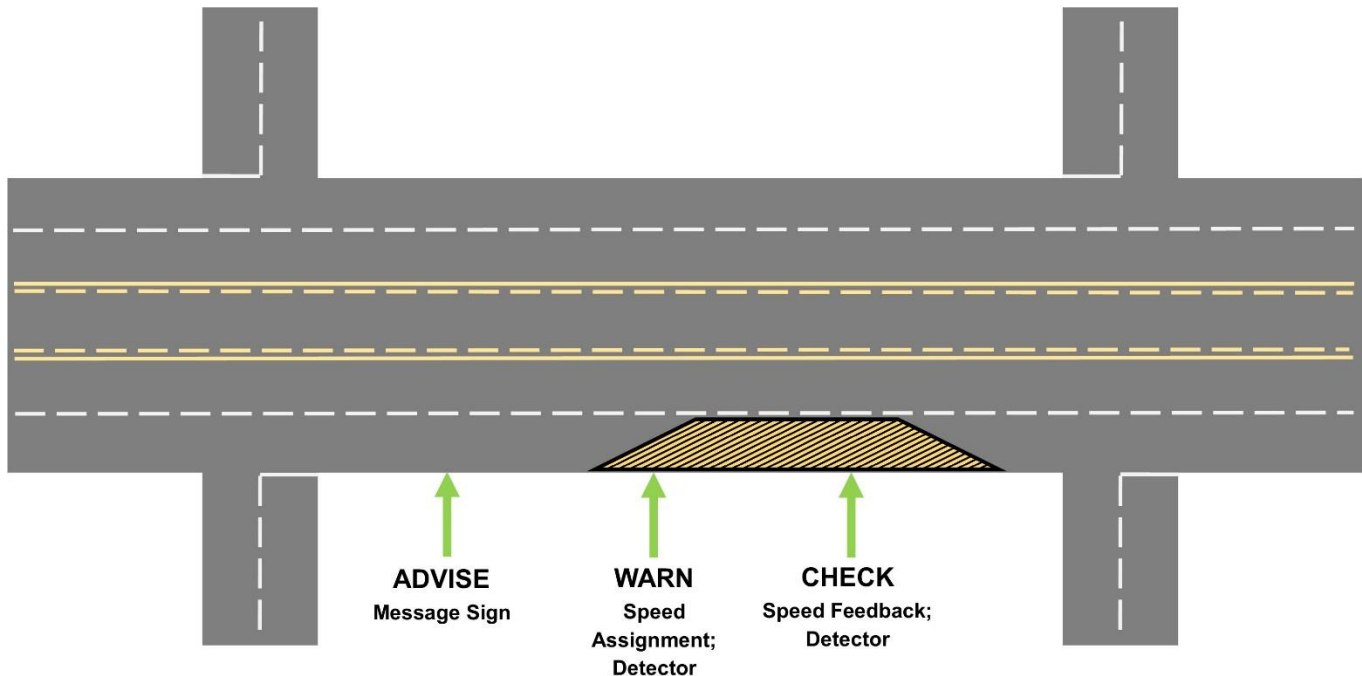 ADVISE
Message Sign
WARN
Speed
Assignment;
Detector
CHECK
Speed Feedback;
Detector